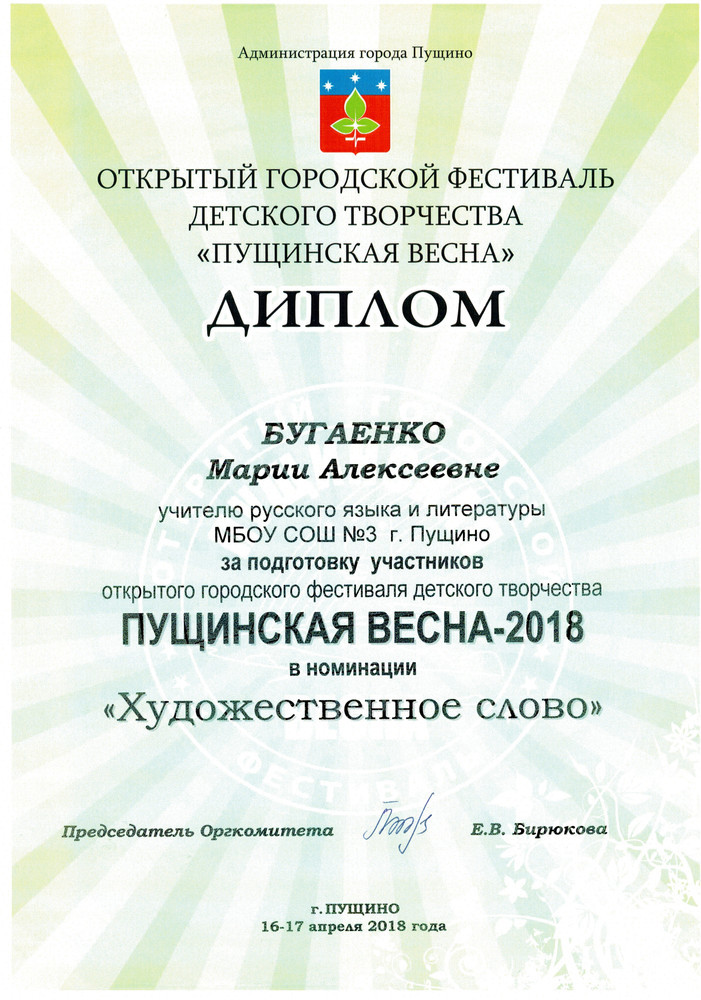 Администрация города Пущино
ОТКРЫТЫЙ ГОРОДСКОЙ ФЕСТИВАЛЬ
ДЕТСКОГО ТВОРЧЕСТВА
«ПУЩИНСКАЯ ВЕСНА»
ДИПЛОМ
БУГАЕНКО
Марии Алексеевне
учителю русского языка и литературы
МБОУ СОШ №3 г. Пущино
за подготовку участников
открытого городского фестиваля детского творчества
ПУЩИНСКАЯ ВЕСНА-2018
в номинации
«Художественное слово»
ФЕСТИВАЛЬ
Председатель Оргкомитета Е.В. Бирюкова
г. ПУЩИНО
16-17 апреля 2018 года